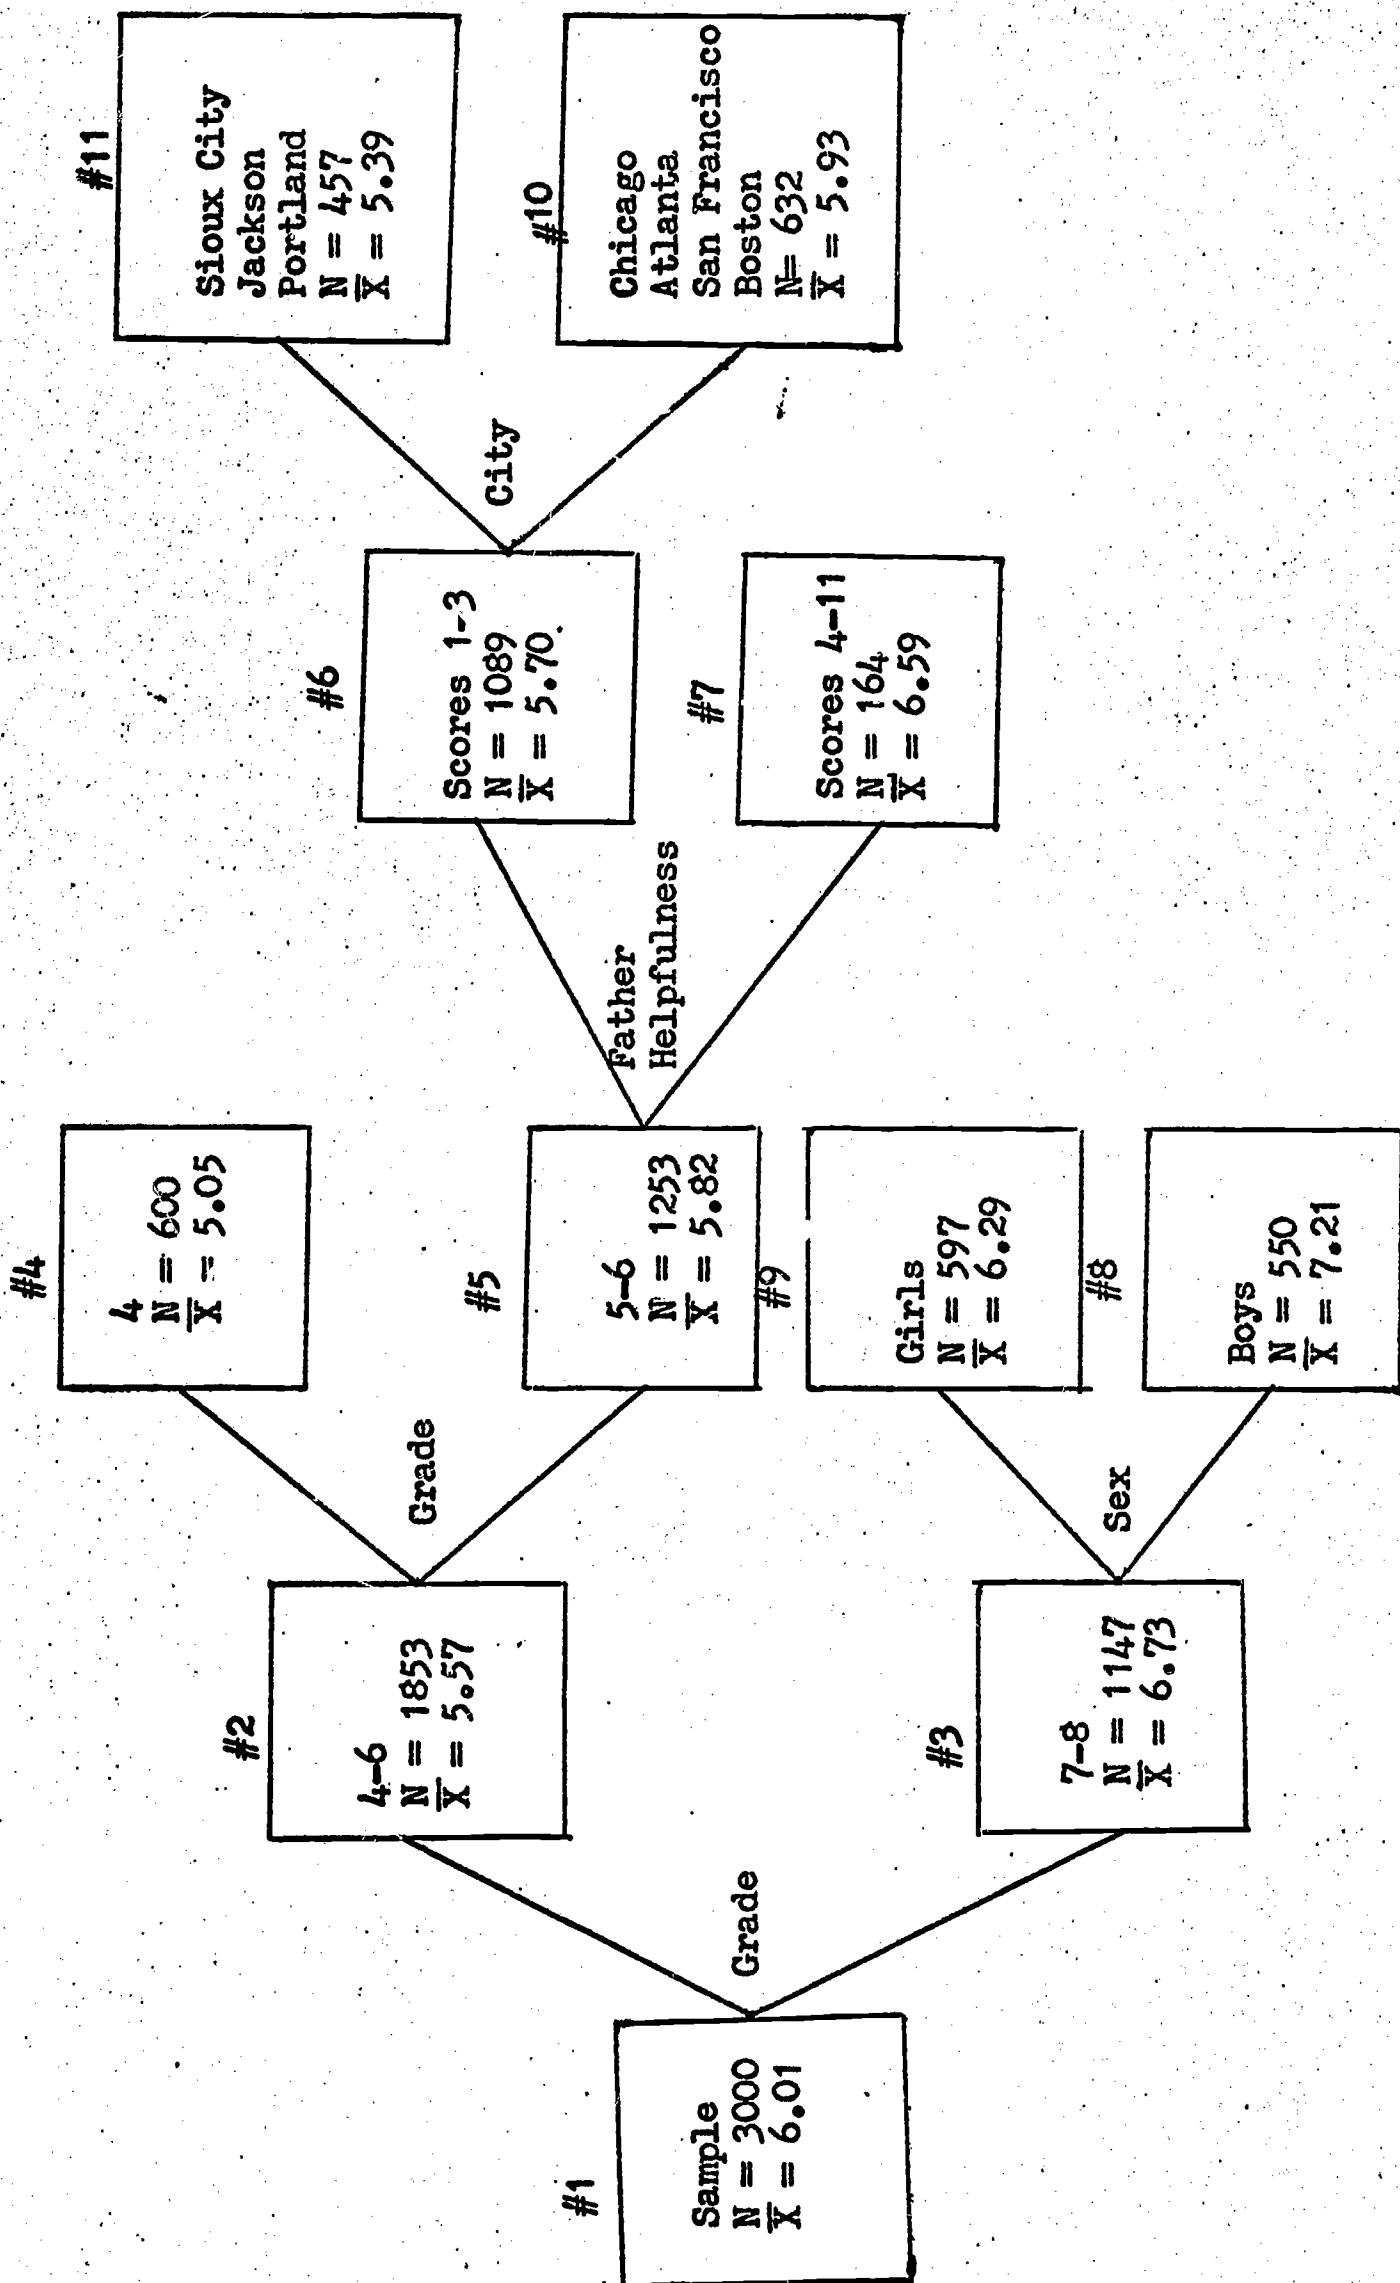 #1
Sample
N = 3000
X̅ = 6.01
Grade
#2
4-6
N = 1853
X̅ = 5.57
#3
7-8
N = 1147
X̅ = 6.73
Grade
Sex
#4
4
N = 600
X̅ = 5.05
#5
5-6
N = 1253
X̅ = 5.82
#9
Girls
N = 597
X̅ = 6.29
#8
Boys
N = 550
X̅ = 7.21
Father
Helpfulness
#6
Scores 1-3
N = 1089
X̅ = 5.70
#7
Scores 4-11
N = 164
X̅ = 6.59
City
#11
Sioux City
Jackson
Portland
N = 457
X̅ = 5.39
#10
Chicago
Atlanta
San Francisco
Boston
N= 632
X̅ = 5.93